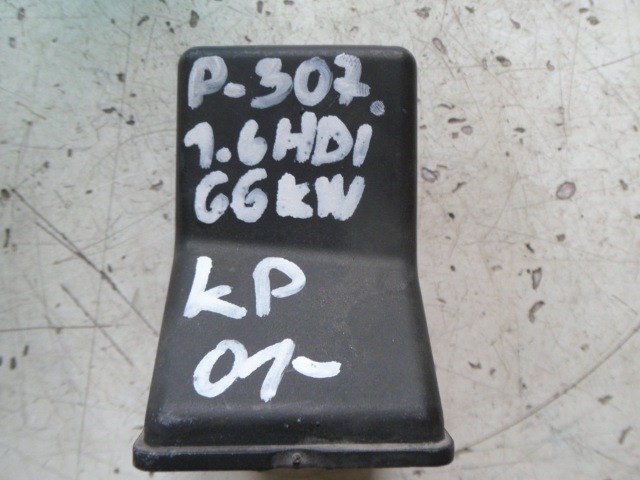 P-307.
1.6HDI
66KW
KP
01-